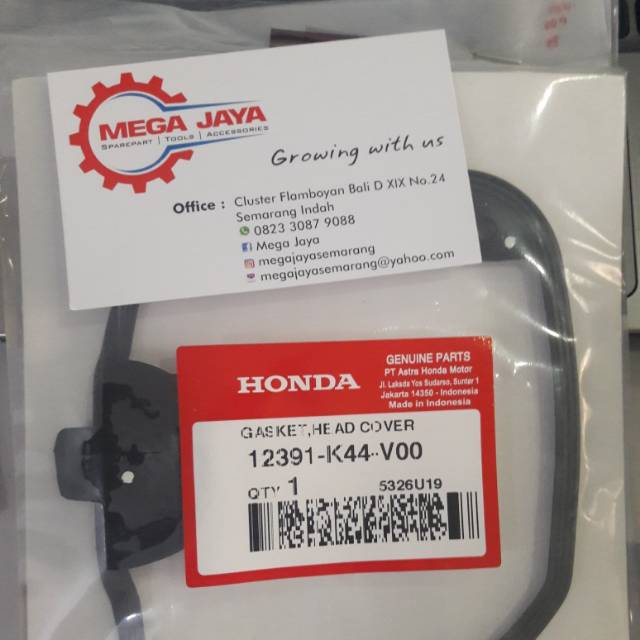 MEGA JAYA
SPAREPART | TOOLS | ACCESSORIES
Growing with us
Office : Cluster Flamboyan Bali D XIX No.24
Semarang Indah
0823 3087 9088
Mega Jaya
megajayasemarang
megajayasemarang@yahoo.com
HONDA
GENUINE PARTS
PT Astra Honda Motor
Jl. Laksda Yos Sudarso, Sunter 1
Jakarta 14350 - Indonesia
Made in Indonesia
GASKET,HEAD COVER
12391-K44-V00
QTY 1 5326U19